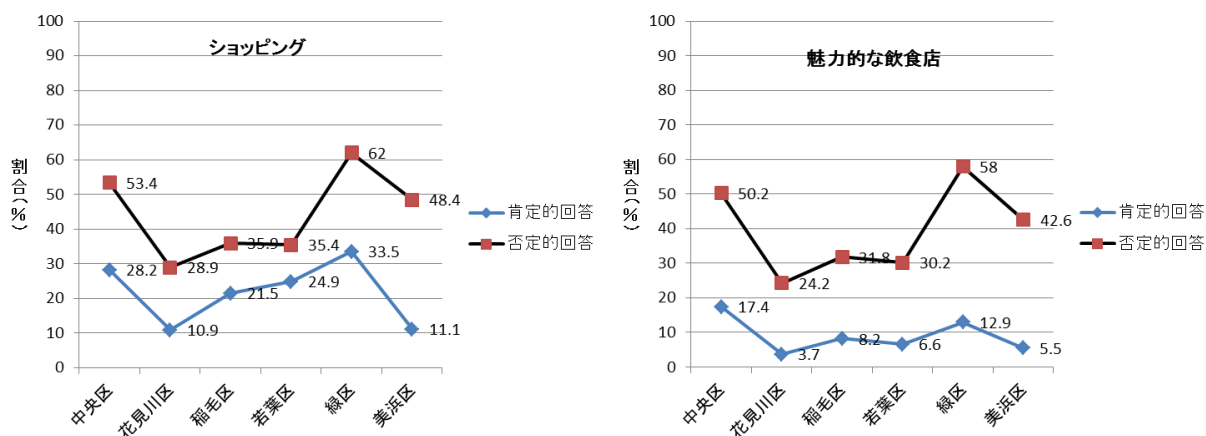 ショッピング
100
90
80
70
60
50
40
30
20
10
0
割合(%)
53.4
28.9
35.9
35.4
62
48.4
28.2
10.9
21.5
24.9
33.5
11.1
中央区
花見川区
稲毛区
若葉区
緑区
美浜区
肯定的回答
否定的回答
魅力的な飲食店
100
90
80
70
60
50
40
30
20
10
0
割合(%)
50.2
24.2
31.8
30.2
58
42.6
17.4
3.7
8.2
6.6
12.9
5.5
中央区
花見川区
稲毛区
若葉区
緑区
美浜区
肯定的回答
否定的回答